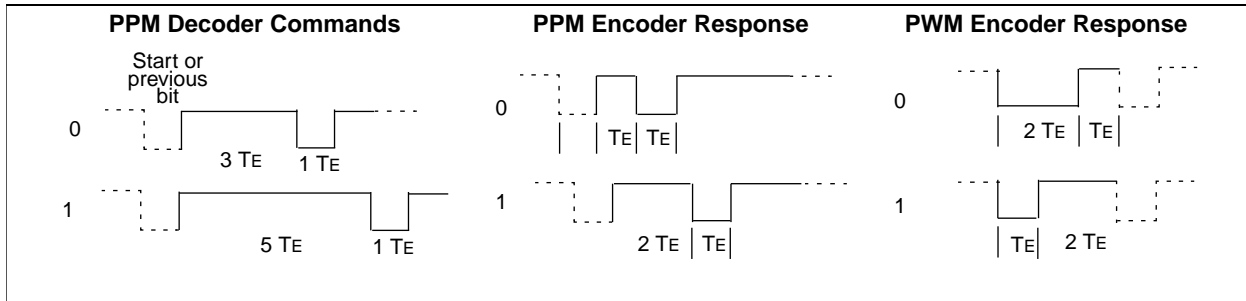 PPM Decoder Commands
Start or
previous
bit
0
3 TE
1 TE
1
5 TE
1 TE
PPM Encoder Response
0
TE
TE
1
2 TE
TE
PWM Encoder Response
0
2 TE
TE
1
TE
2 TE